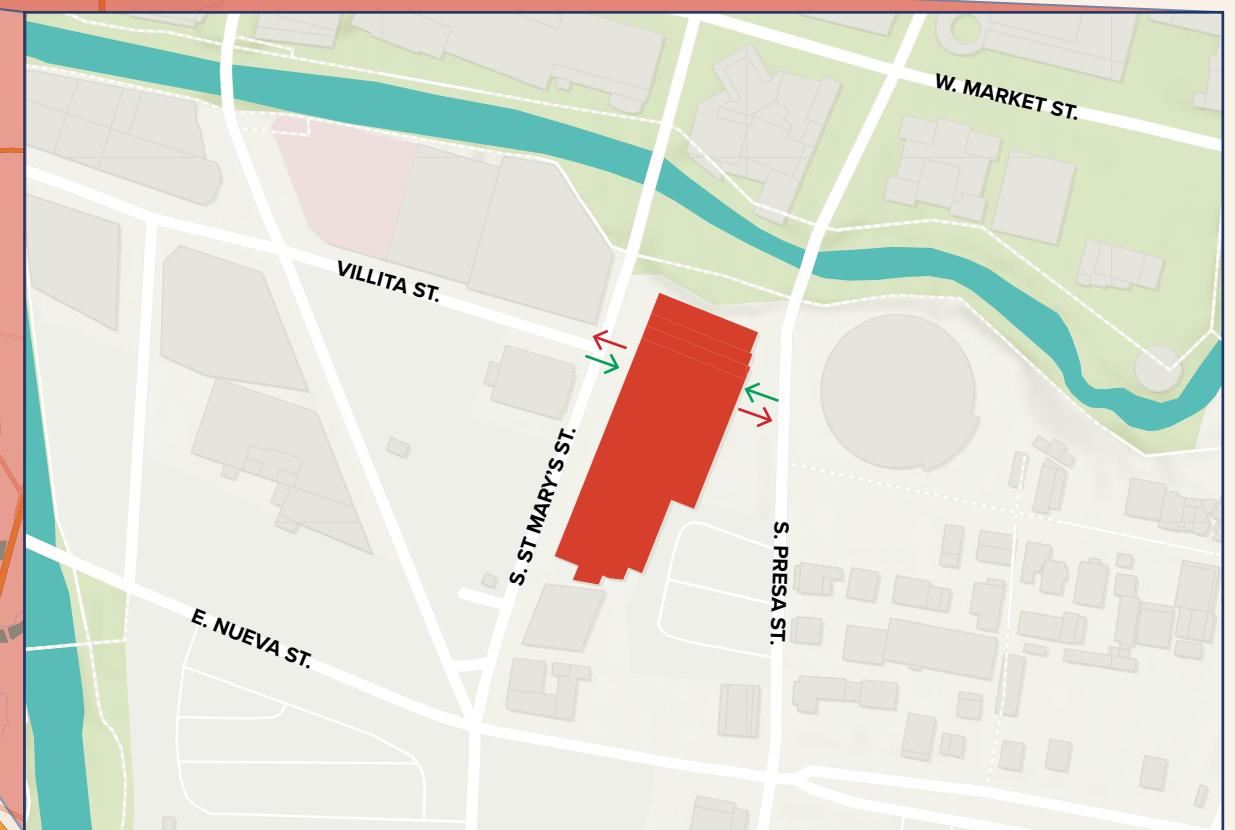 W. MARKET ST.
VILLITA ST.
S. ST MARY'S ST.
S. PRESA ST.
E. NUEVA ST.